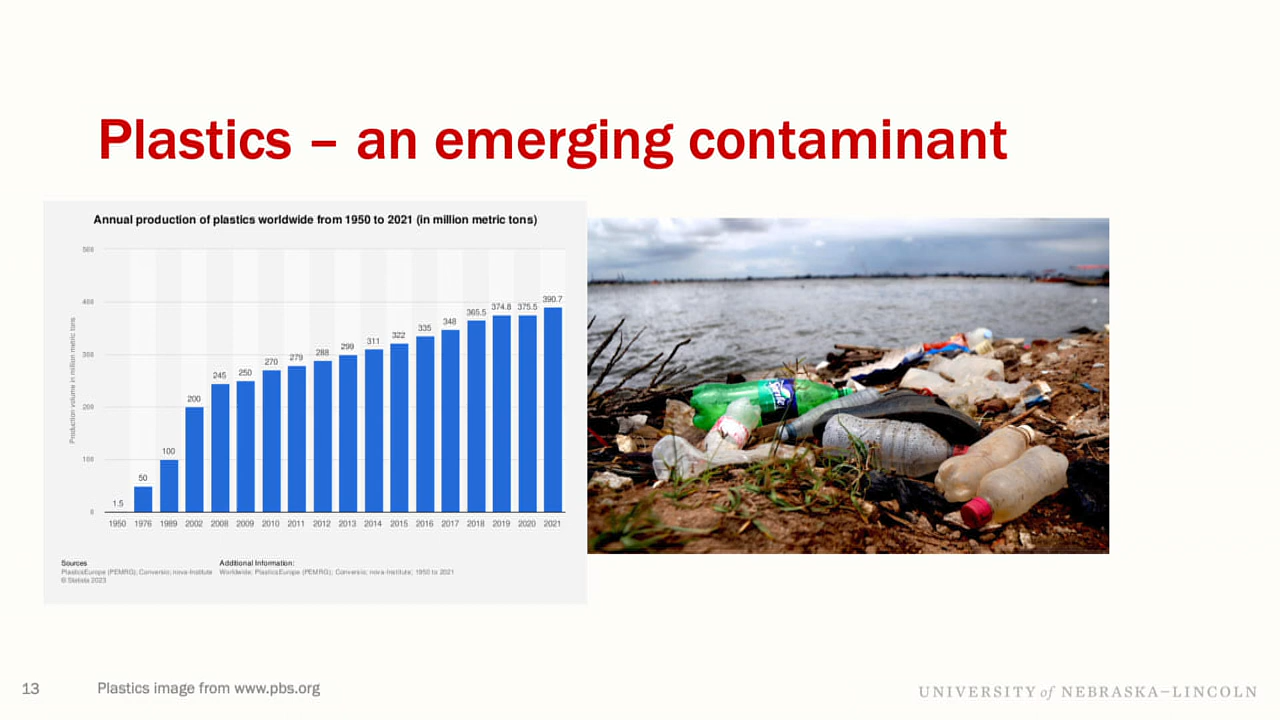 Plastics – an emerging contaminant
Annual production of plastics worldwide from 1950 to 2021 (in million metric tons)
Production volume in million metric tons
500
400
300
200
100
0
1.5
50
100
200
245
250
270
279
288
299
311
322
335
348
365.5
374.8
375.5
390.7
1950 1976 1989 2002 2008 2009 2010 2011 2012 2013 2014 2015 2016 2017 2018 2019 2020 2021
Sources
PlasticsEurope (PEMRG); Conversio; nova-Institute
© Statista 2023
Additional Information:
Worldwide; PlasticsEurope (PEMRG); Conversio; nova-Institute; 1950 to 2021
Sprite
13
Plastics image from www.pbs.org
UNIVERSITY of NEBRASKA–LINCOLN